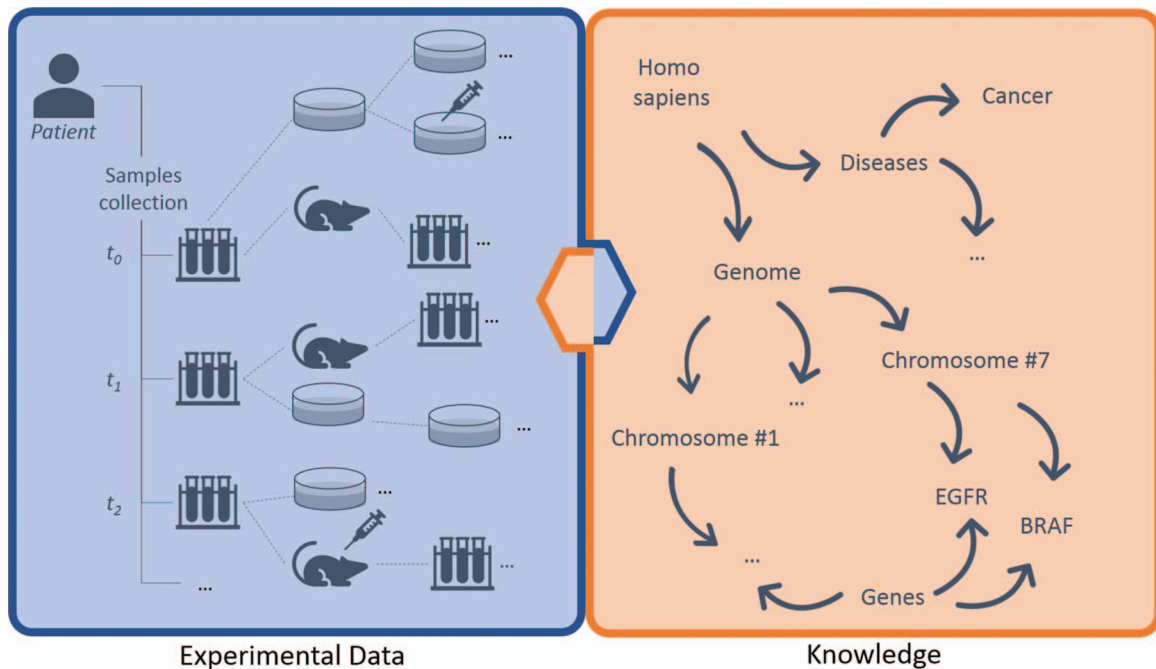 Patient
Samples
collection
t0
t1
t2
...
...
...
...
...
...
...
...
...
Experimental Data
Homo
sapiens
Cancer
Diseases
...
Genome
Chromosome #7
...
Chromosome #1
EGFR
BRAF
...
Genes
Knowledge